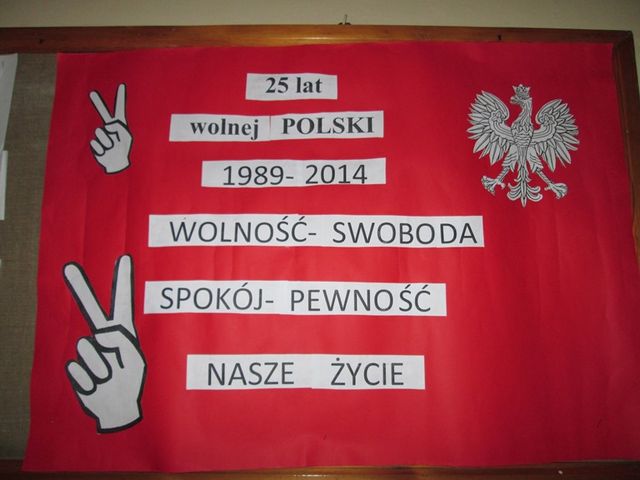 25 lat
wolnej POLSKI
1989- 2014
WOLNOŚĆ- SWOBODA
SPOKÓJ- PEWNOŚĆ
NASZE ŻYCIE